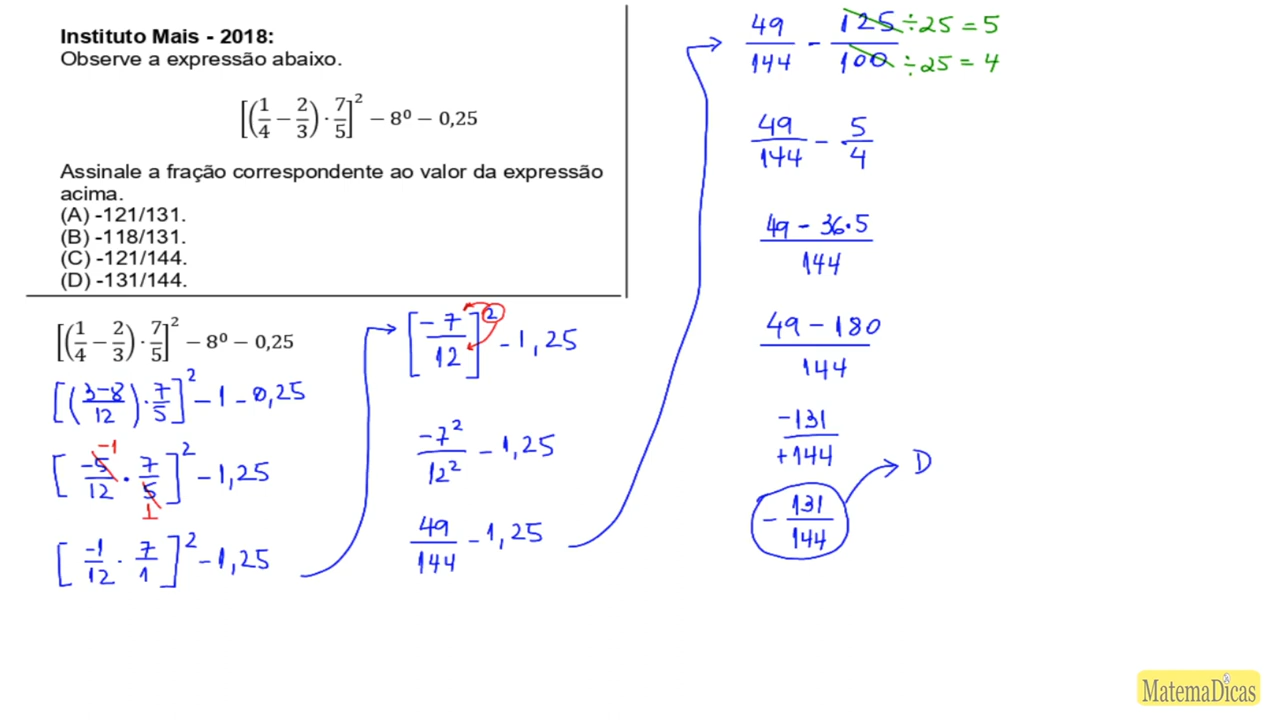 Instituto Mais - 2018:
Observe a expressão abaixo.
[(1/4 − 2/3) · 7/5]² − 8⁰ − 0,25
Assinale a fração correspondente ao valor da expressão
acima.
(A) -121/131.
(B) -118/131.
(C) -121/144.
(D) -131/144.
[(1/4 − 2/3) · 7/5]² − 8⁰ − 0,25
[((3−8)/12) · 7/5]² − 1 − 0,25
[−5/12 · 7/5]² − 1,25
−1
1
[−1/12 · 7/1]² − 1,25
[−7/12]² − 1,25
−7²/12² − 1,25
49/144 − 1,25
49/144 − 125/100
÷25 = 5
÷25 = 4
49/144 − 5/4
(49 − 36·5)/144
(49 − 180)/144
−131/+144
−131/144
D
MatemaDicas